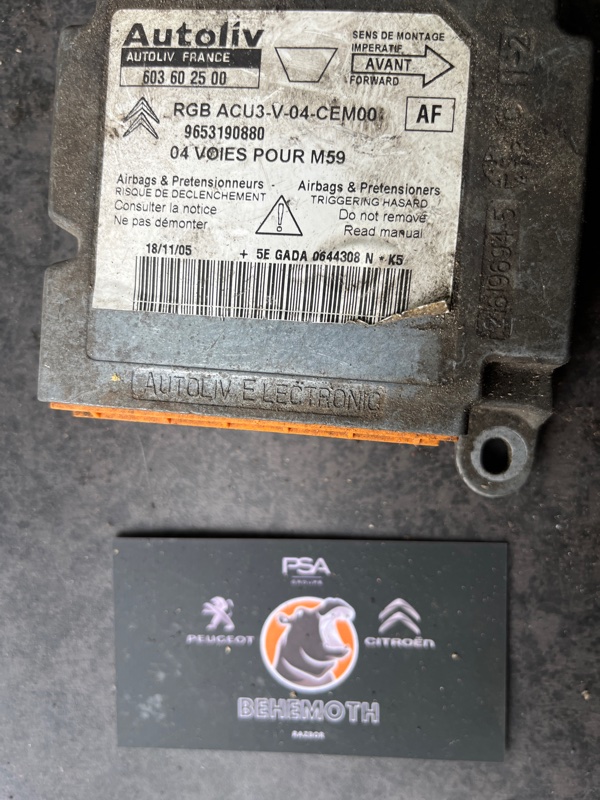 Autoliv
AUTOLIV FRANCE
603 60 25 00
SENS DE MONTAGE
IMPERATIF
AVANT
FORWARD
RGB ACU3-V-04-CEM00
AF
9653190880
04 VOIES POUR M59
Airbags & Pretensionneurs
RISQUE DE DECLENCHEMENT
Consulter la notice
Ne pas démonter
Airbags & Pretensioners
TRIGGERING HASARD
Do not remove
Read manual
18/11/05 + 5E GADA 0644308 N * K5
AUTOLIV ELECTRONIC
PSA
GROUPE
PEUGEOT
CITROËN
BEHEMOTH
RAZBOR